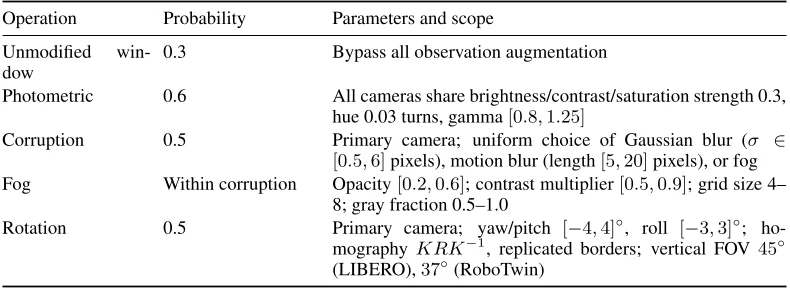 Operation Probability Parameters and scope
Unmodified win- 0.3 Bypass all observation augmentation
dow
Photometric 0.6 All cameras share brightness/contrast/saturation strength 0.3,
hue 0.03 turns, gamma [0.8, 1.25]
Corruption 0.5 Primary camera; uniform choice of Gaussian blur (σ ∈
[0.5, 6] pixels), motion blur (length [5, 20] pixels), or fog
Fog Within corruption Opacity [0.2, 0.6]; contrast multiplier [0.5, 0.9]; grid size 4–
8; gray fraction 0.5–1.0
Rotation 0.5 Primary camera; yaw/pitch [−4, 4]°, roll [−3, 3]°; ho-
mography KRK⁻¹, replicated borders; vertical FOV 45°
(LIBERO), 37° (RoboTwin)